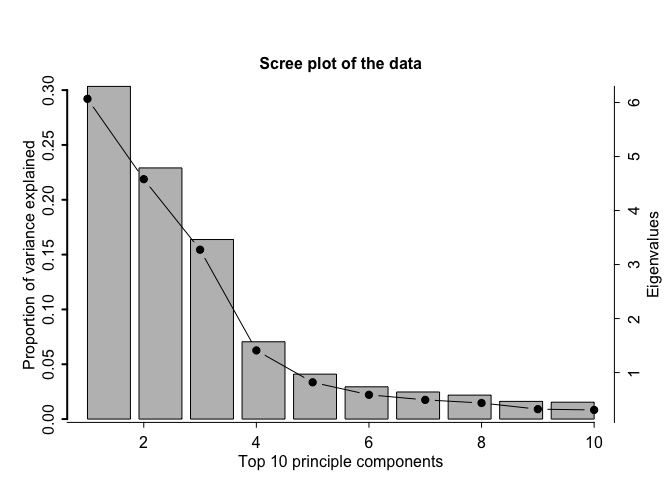 Scree plot of the data
Proportion of variance explained
0.30
0.25
0.20
0.15
0.10
0.05
0.00
6
5
4
3
2
1
Eigenvalues
2 4 6 8 10
Top 10 principle components